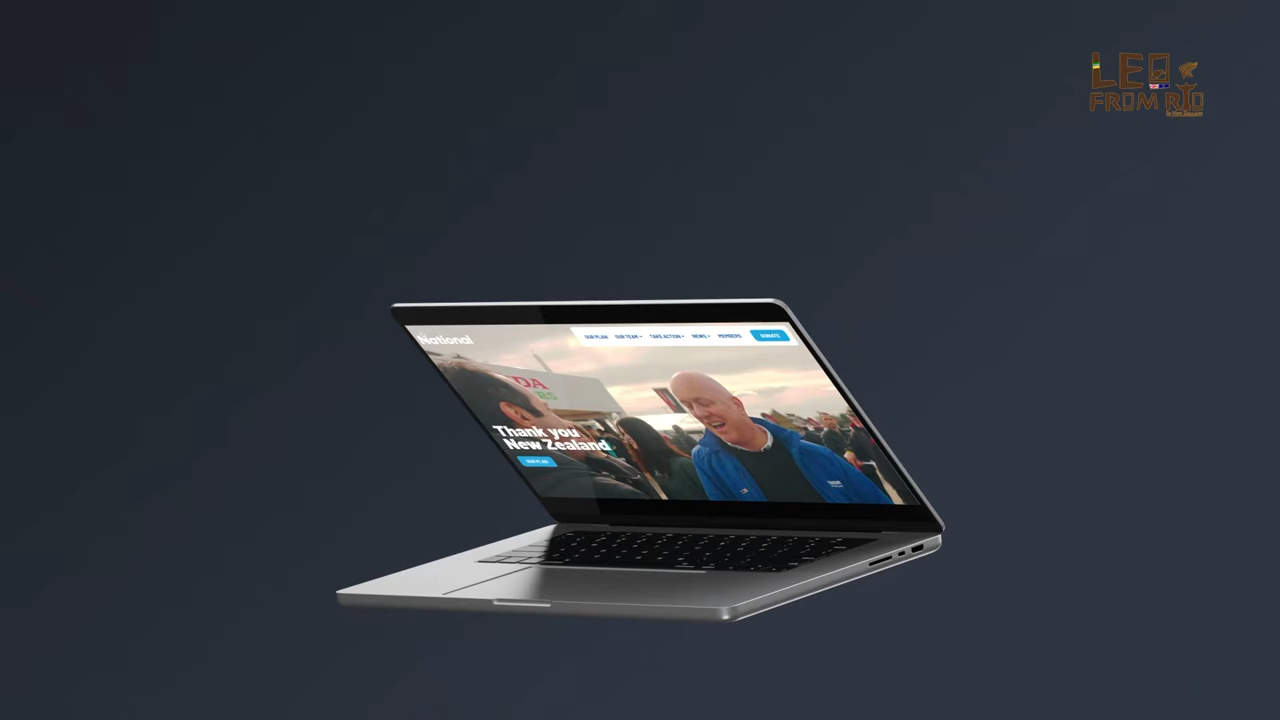 LEO
FROM RIO
National
OUR PLAN OUR TEAM TAKE ACTION NEWS MEMBERS DONATE
Thank you
New Zealand
OUR PLAN